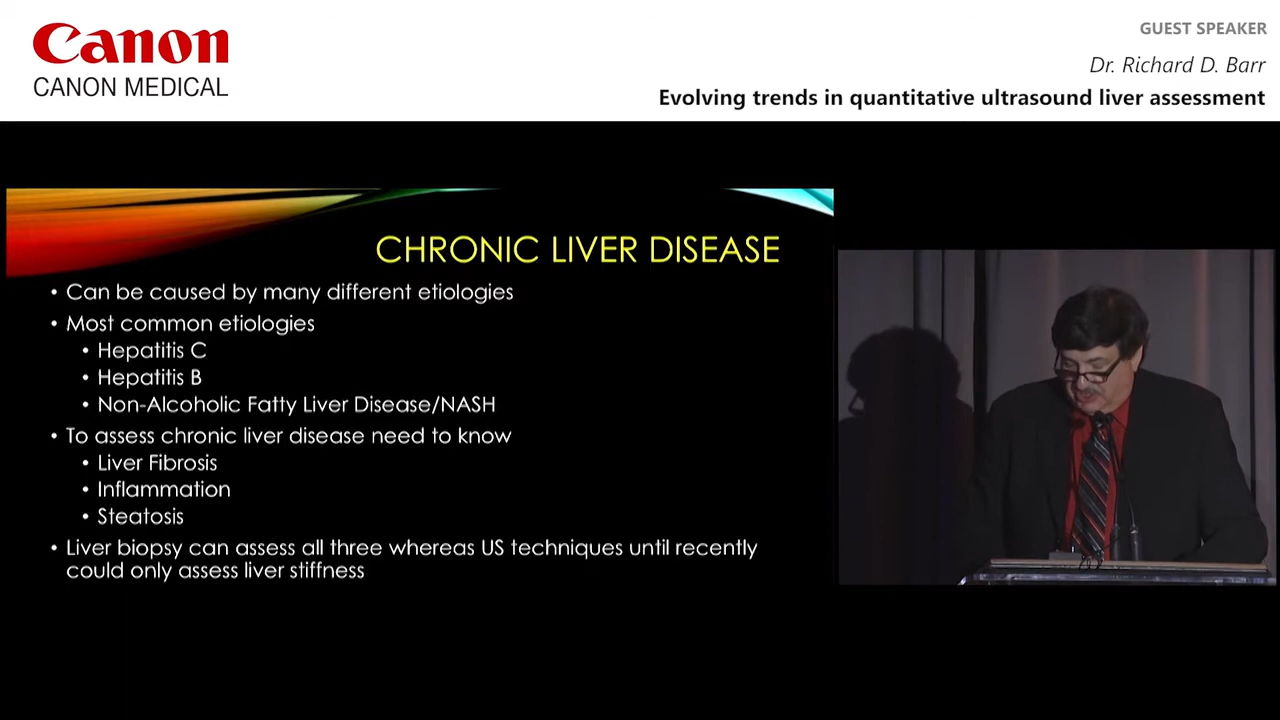 Canon
CANON MEDICAL
GUEST SPEAKER
Dr. Richard D. Barr
Evolving trends in quantitative ultrasound liver assessment
CHRONIC LIVER DISEASE
• Can be caused by many different etiologies
• Most common etiologies
• Hepatitis C
• Hepatitis B
• Non-Alcoholic Fatty Liver Disease/NASH
• To assess chronic liver disease need to know
• Liver Fibrosis
• Inflammation
• Steatosis
• Liver biopsy can assess all three whereas US techniques until recently
could only assess liver stiffness